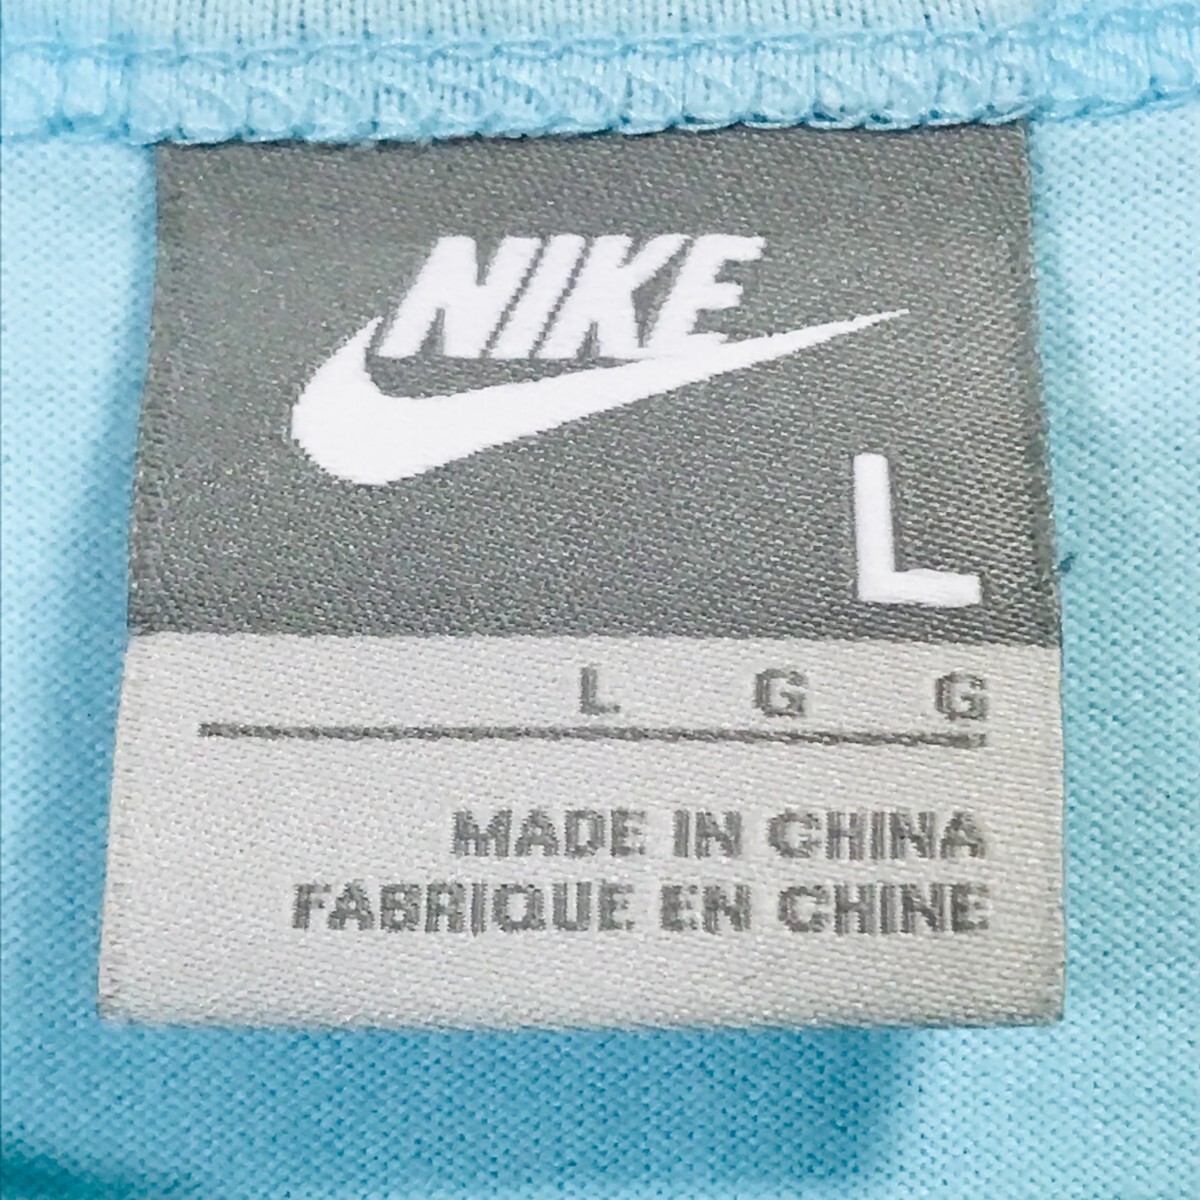 NIKE
L
L G G
MADE IN CHINA
FABRIQUE EN CHINE